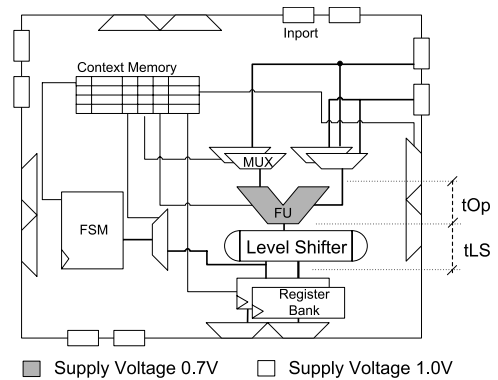 Inport
Context Memory
MUX
FU
tOp
FSM
Level Shifter
tLS
Register
Bank
Supply Voltage 0.7V
Supply Voltage 1.0V